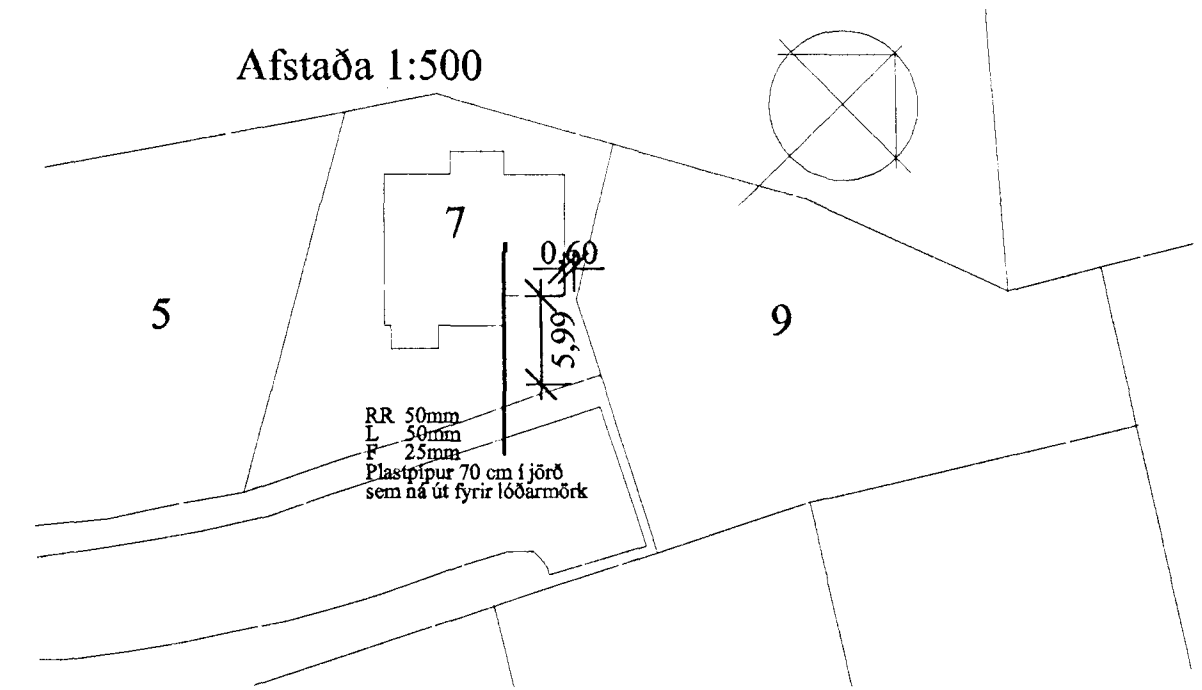 Afstaða 1:500
7
0,60
5
9
5,99
RR 50mm
L 50mm
F 25mm
Plastpípur 70 cm í jörð
sem ná út fyrir lóðarmörk